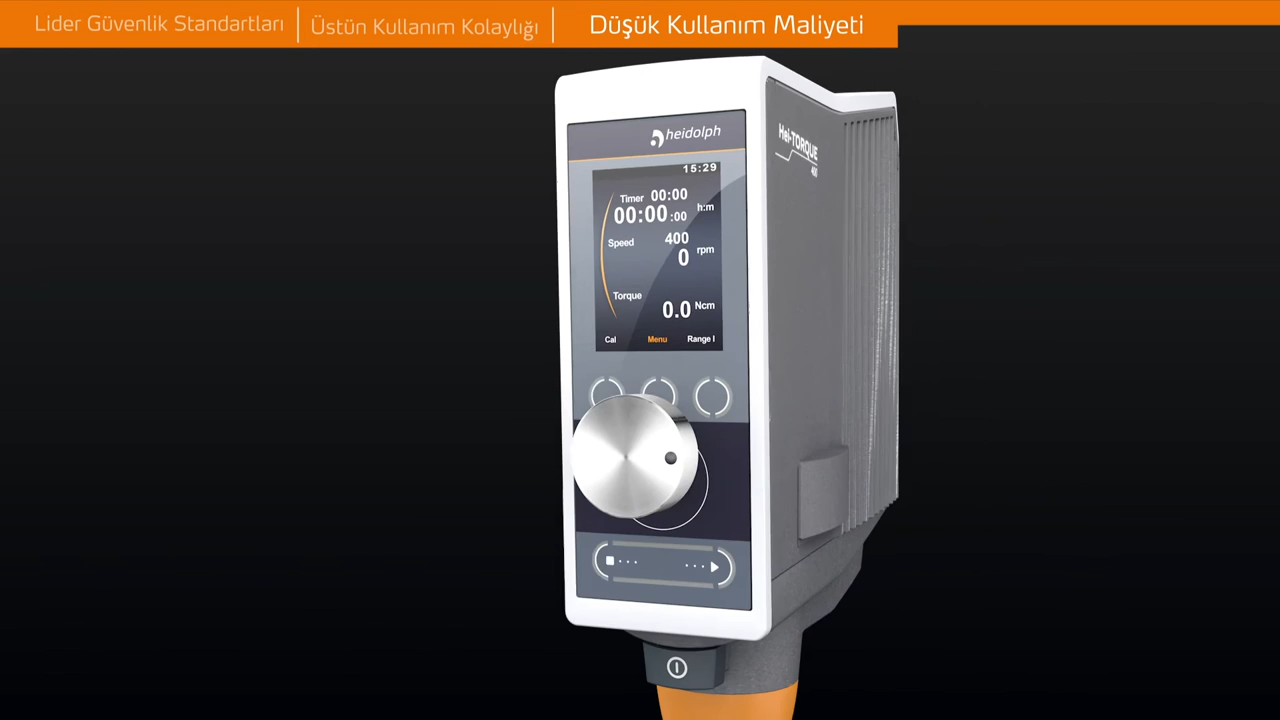 Lider Güvenlik Standartları
Üstün Kullanım Kolaylığı
Düşük Kullanım Maliyeti
heidolph
Hei-TORQUE
400
15:29
Timer 00:00
00:00:00 h:m
Speed 400
0 rpm
Torque
0.0 Ncm
Cal Menu Range I